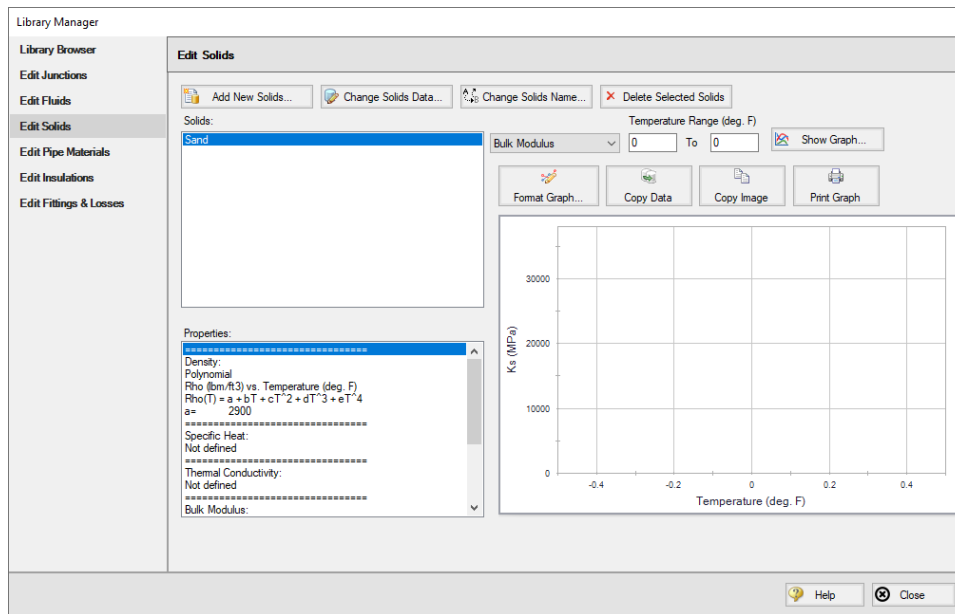 Library Manager
Library Browser
Edit Junctions
Edit Fluids
Edit Solids
Edit Pipe Materials
Edit Insulations
Edit Fittings & Losses
Edit Solids
Add New Solids...
Change Solids Data...
Change Solids Name...
Delete Selected Solids
Solids:
Sand
Temperature Range (deg. F)
Bulk Modulus
0 To 0
Show Graph...
Format Graph...
Copy Data
Copy Image
Print Graph
Properties:
================================
Density:
Polynomial
Rho (lbm/ft3) vs. Temperature (deg. F)
Rho(T) = a + bT + cT^2 + dT^3 + eT^4
a= 2900
================================
Specific Heat:
Not defined
================================
Thermal Conductivity:
Not defined
================================
Bulk Modulus:
Ks (MPa)
30000
20000
10000
0
-0.4 -0.2 0 0.2 0.4
Temperature (deg. F)
Help
Close